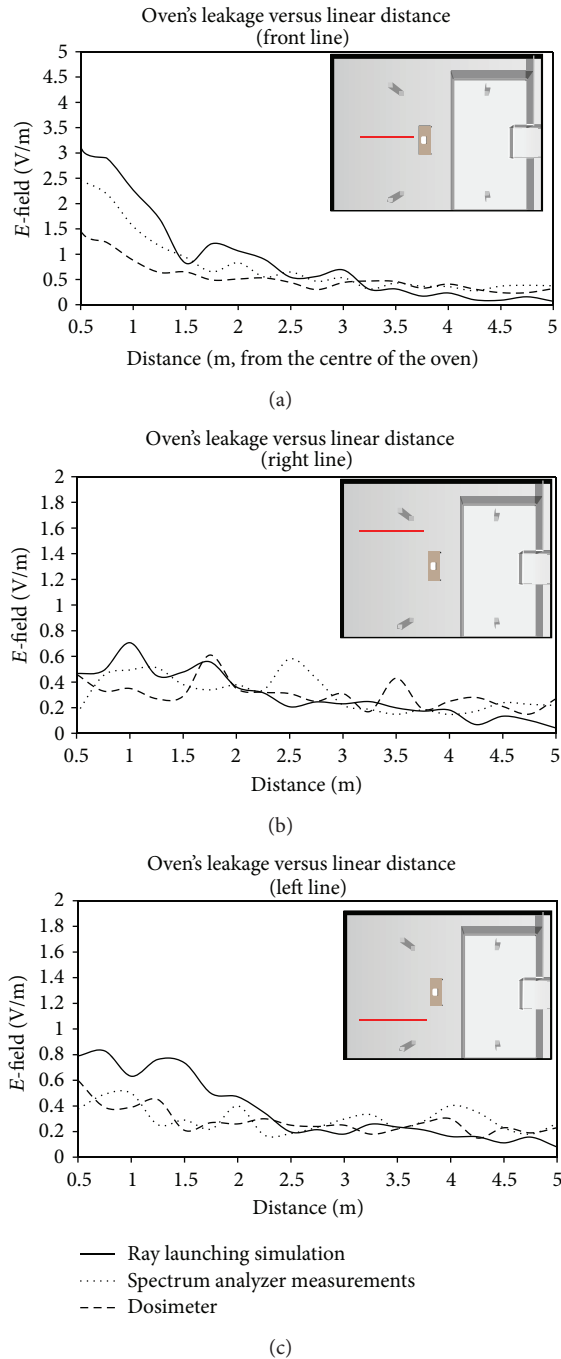 Oven's leakage versus linear distance
(front line)
5
4.5
4
3.5
3
2.5
2
1.5
1
0.5
0
E-field (V/m)
0.5 1 1.5 2 2.5 3 3.5 4 4.5 5
Distance (m, from the centre of the oven)
(a)
Oven's leakage versus linear distance
(right line)
2
1.8
1.6
1.4
1.2
1
0.8
0.6
0.4
0.2
0
E-field (V/m)
0.5 1 1.5 2 2.5 3 3.5 4 4.5 5
Distance (m)
(b)
Oven's leakage versus linear distance
(left line)
2
1.8
1.6
1.4
1.2
1
0.8
0.6
0.4
0.2
0
E-field (V/m)
0.5 1 1.5 2 2.5 3 3.5 4 4.5 5
Distance (m)
Ray launching simulation
Spectrum analyzer measurements
Dosimeter
(c)